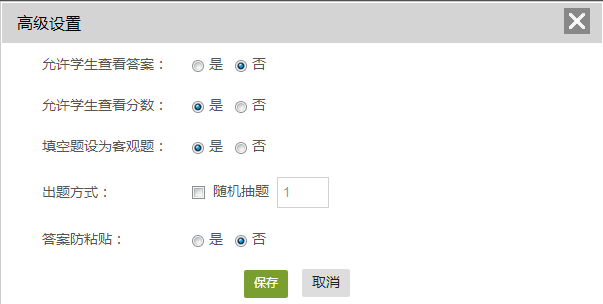 高级设置
允许学生查看答案： 是 否
允许学生查看分数： 是 否
填空题设为客观题： 是 否
出题方式： 随机抽题 1
答案防粘贴： 是 否
保存 取消